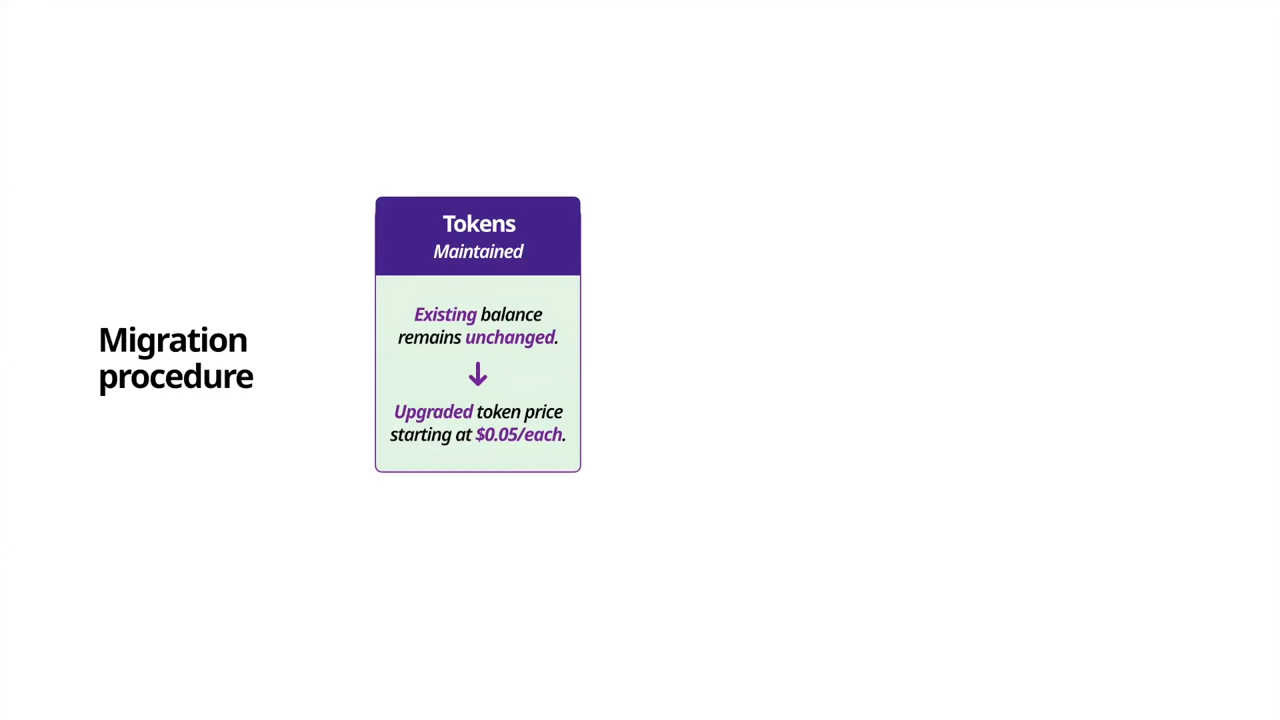 Migration
procedure
Tokens
Maintained
Existing balance
remains unchanged.
Upgraded token price
starting at $0.05/each.